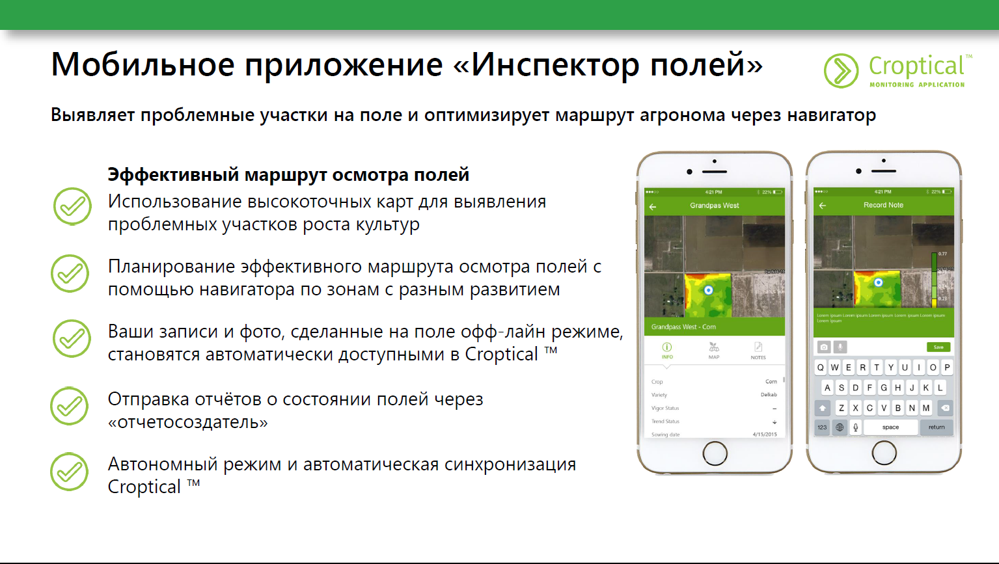 Мобильное приложение «Инспектор полей»
Croptical™
MONITORING APPLICATION
Выявляет проблемные участки на поле и оптимизирует маршрут агронома через навигатор
Эффективный маршрут осмотра полей
Использование высокоточных карт для выявления
проблемных участков роста культур
Планирование эффективного маршрута осмотра полей с
помощью навигатора по зонам с разным развитием
Ваши записи и фото, сделанные на поле офф-лайн режиме,
становятся автоматически доступными в Croptical ™
Отправка отчётов о состоянии полей через
«отчетосоздатель»
Автономный режим и автоматическая синхронизация
Croptical ™
4:21 PM 22%
Grandpas West
Grandpass West - Corn
INFO MAP NOTES
Crop Corn
Variety Delkab
Vigor Status –
Trend Status
Sowing date 4/15/2015
4:21 PM 22%
Record Note
0.77
0.74
0.73
Lorem ipsum Lorem ipsum Lorem ipsum Lorem ipsum Lorem ipsum
Lorem ipsum
Save
Q W E R T Y U I O P
A S D F G H J K L
Z X C V B N M
123 space return